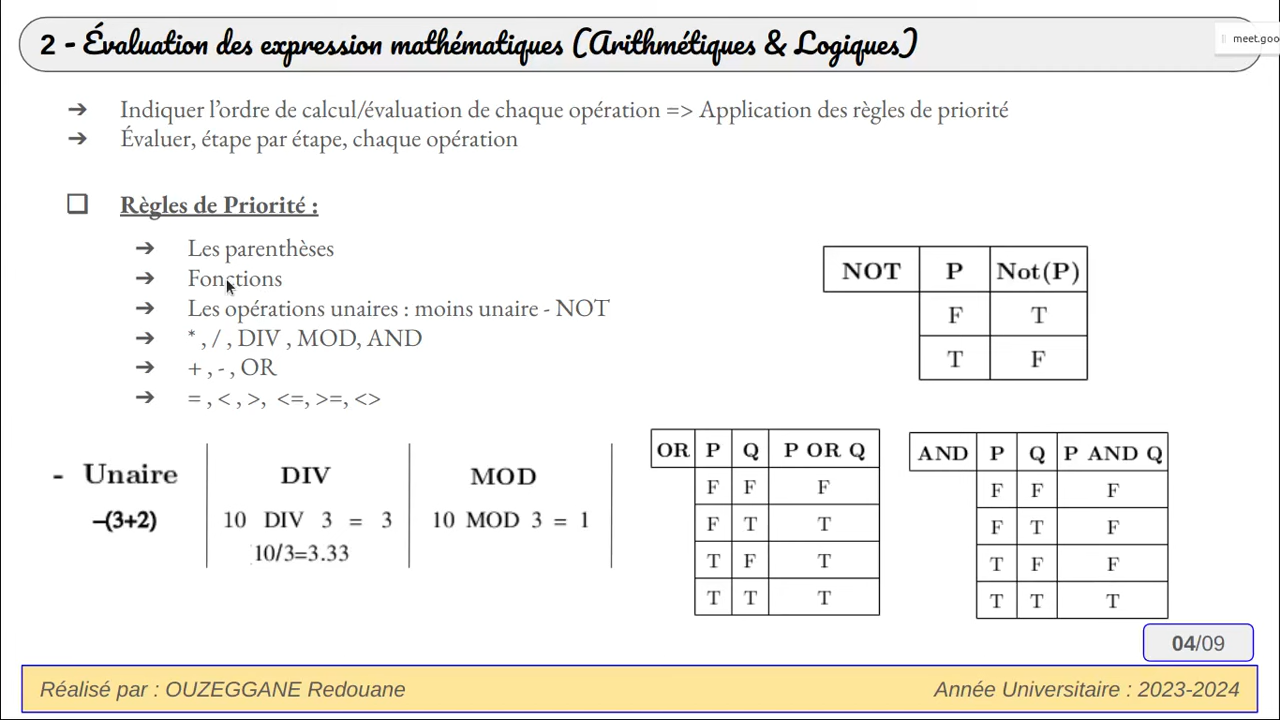 2 - Évaluation des expression mathématiques (Arithmétiques & Logiques)
meet.goo
➔ Indiquer l'ordre de calcul/évaluation de chaque opération => Application des règles de priorité
➔ Évaluer, étape par étape, chaque opération
❑ Règles de Priorité :
➔ Les parenthèses
➔ Fonctions
➔ Les opérations unaires : moins unaire - NOT
➔ * , / , DIV , MOD, AND
➔ + , - , OR
➔ = , < , >, <=, >=, <>
NOT P Not(P)
F T
T F
- Unaire
–(3+2)
DIV
10 DIV 3 = 3
10/3=3.33
MOD
10 MOD 3 = 1
OR P Q P OR Q
F F F
F T T
T F T
T T T
AND P Q P AND Q
F F F
F T F
T F F
T T T
04/09
Réalisé par : OUZEGGANE Redouane
Année Universitaire : 2023-2024